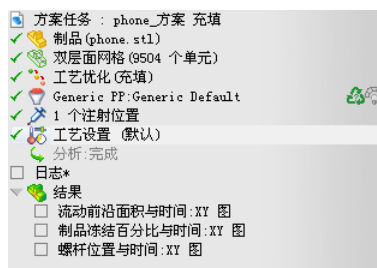 方案任务 : phone_方案 充填
制品(phone.stl)
双层面网格(9504 个单元)
工艺优化(充填)
Generic PP:Generic Default
1 个注射位置
工艺设置 (默认)
分析:完成
日志*
结果
流动前沿面积与时间:XY 图
制品冻结百分比与时间:XY 图
螺杆位置与时间:XY 图